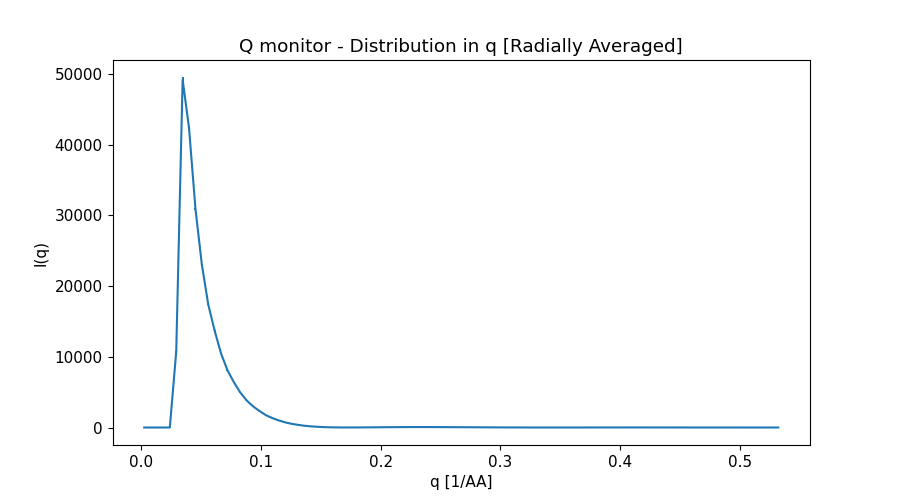 Q monitor - Distribution in q [Radially Averaged]
50000
40000
30000
20000
10000
0
I(q)
0.0 0.1 0.2 0.3 0.4 0.5
q [1/AA]